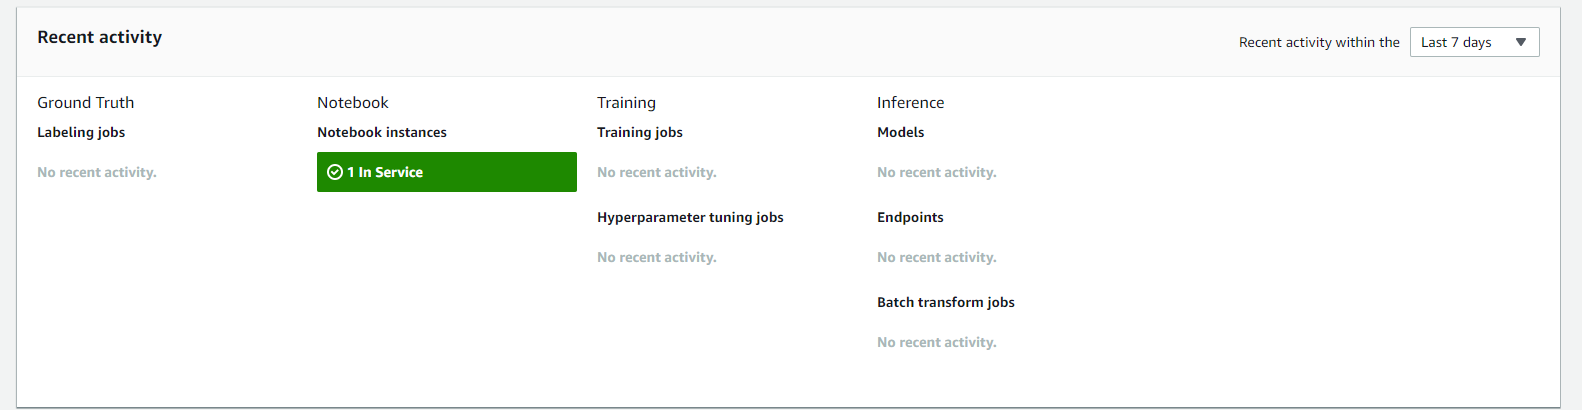 Recent activity
Recent activity within the Last 7 days
Ground Truth
Labeling jobs
No recent activity.
Notebook
Notebook instances
1 In Service
Training
Training jobs
No recent activity.
Hyperparameter tuning jobs
No recent activity.
Inference
Models
No recent activity.
Endpoints
No recent activity.
Batch transform jobs
No recent activity.